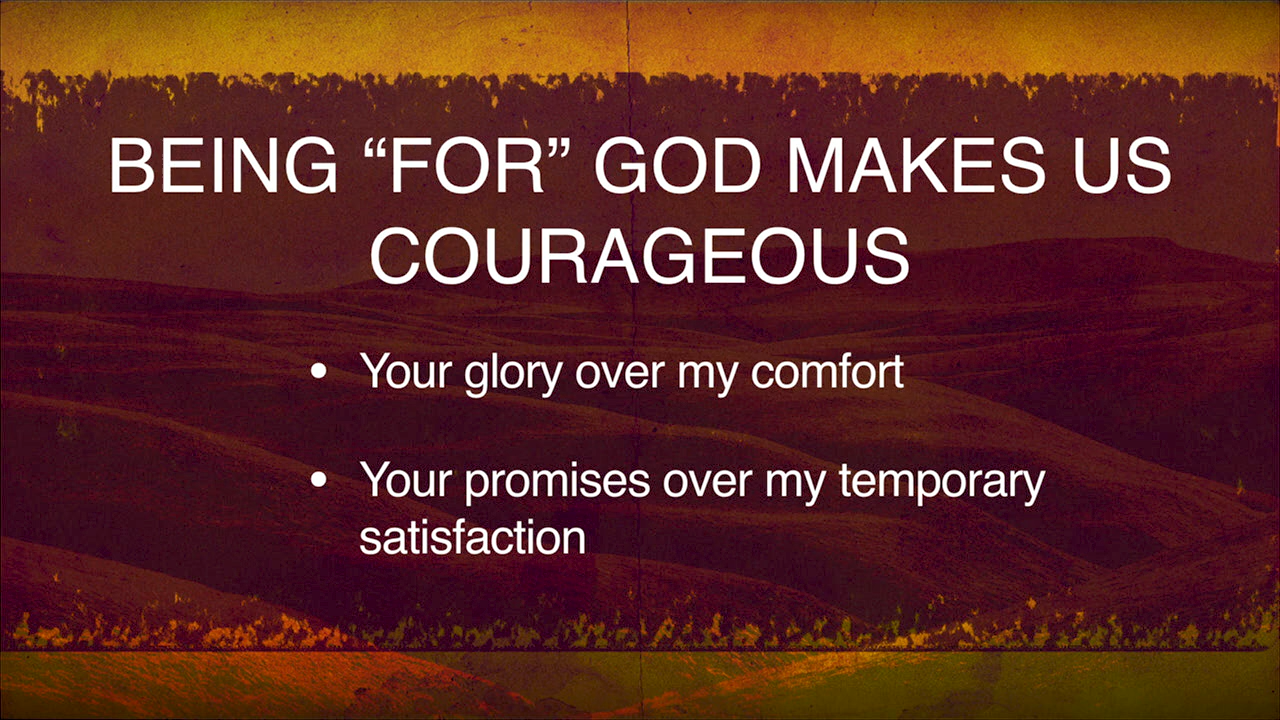 BEING “FOR” GOD MAKES US
COURAGEOUS
• Your glory over my comfort
• Your promises over my temporary
satisfaction